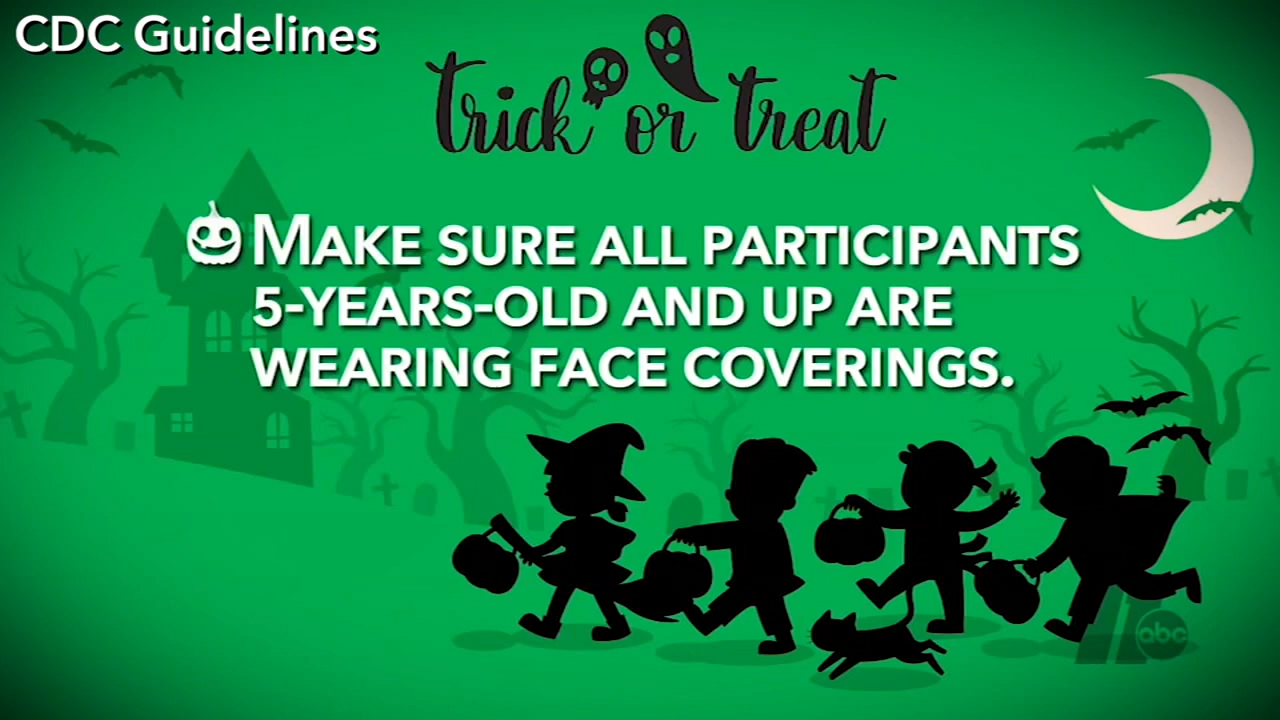 CDC Guidelines
trick or treat
MAKE SURE ALL PARTICIPANTS
5-YEARS-OLD AND UP ARE
WEARING FACE COVERINGS.
11 abc